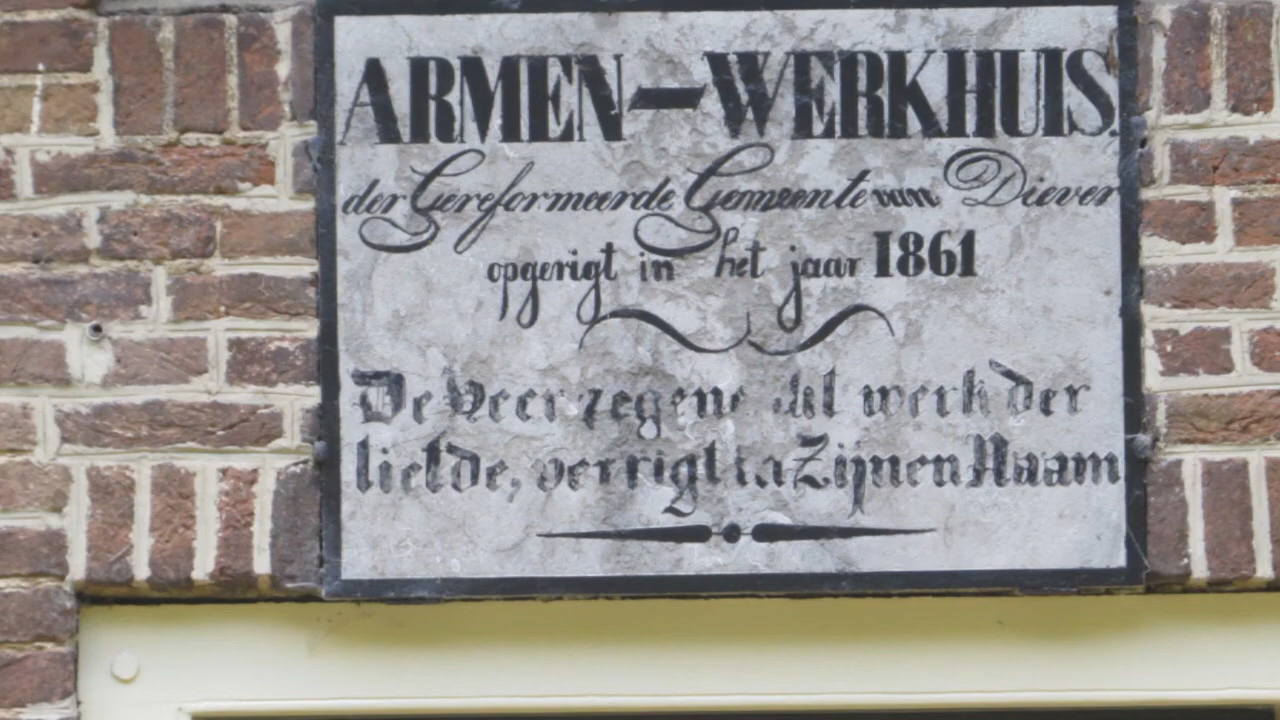 ARMEN-WERKHUIS.
der Gereformeerde Gemeente van Diever
opgerigt in het jaar 1861
De Heer zegene dit werk der
liefde, verrigt in Zijnen Naam